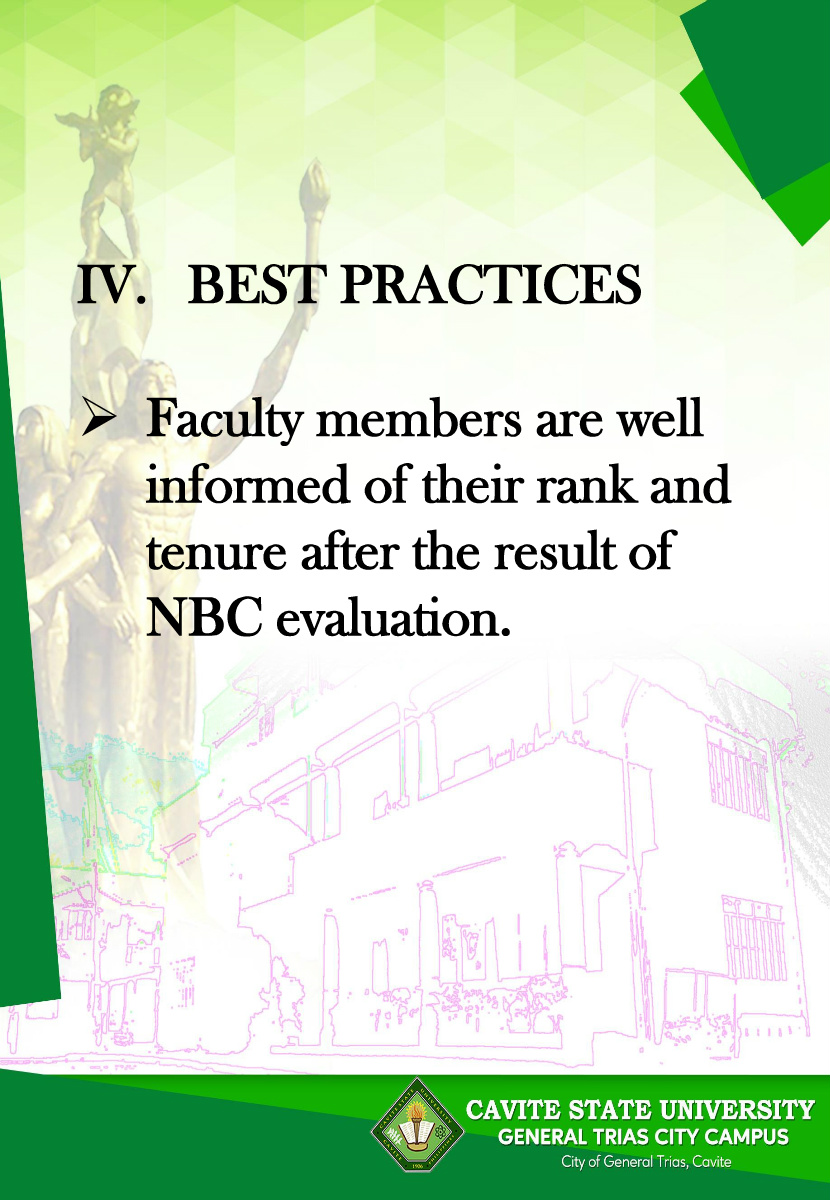 IV. BEST PRACTICES
➢ Faculty members are well
informed of their rank and
tenure after the result of
NBC evaluation.
CAVITE STATE UNIVERSITY
GENERAL TRIAS CITY CAMPUS
City of General Trias, Cavite
1906